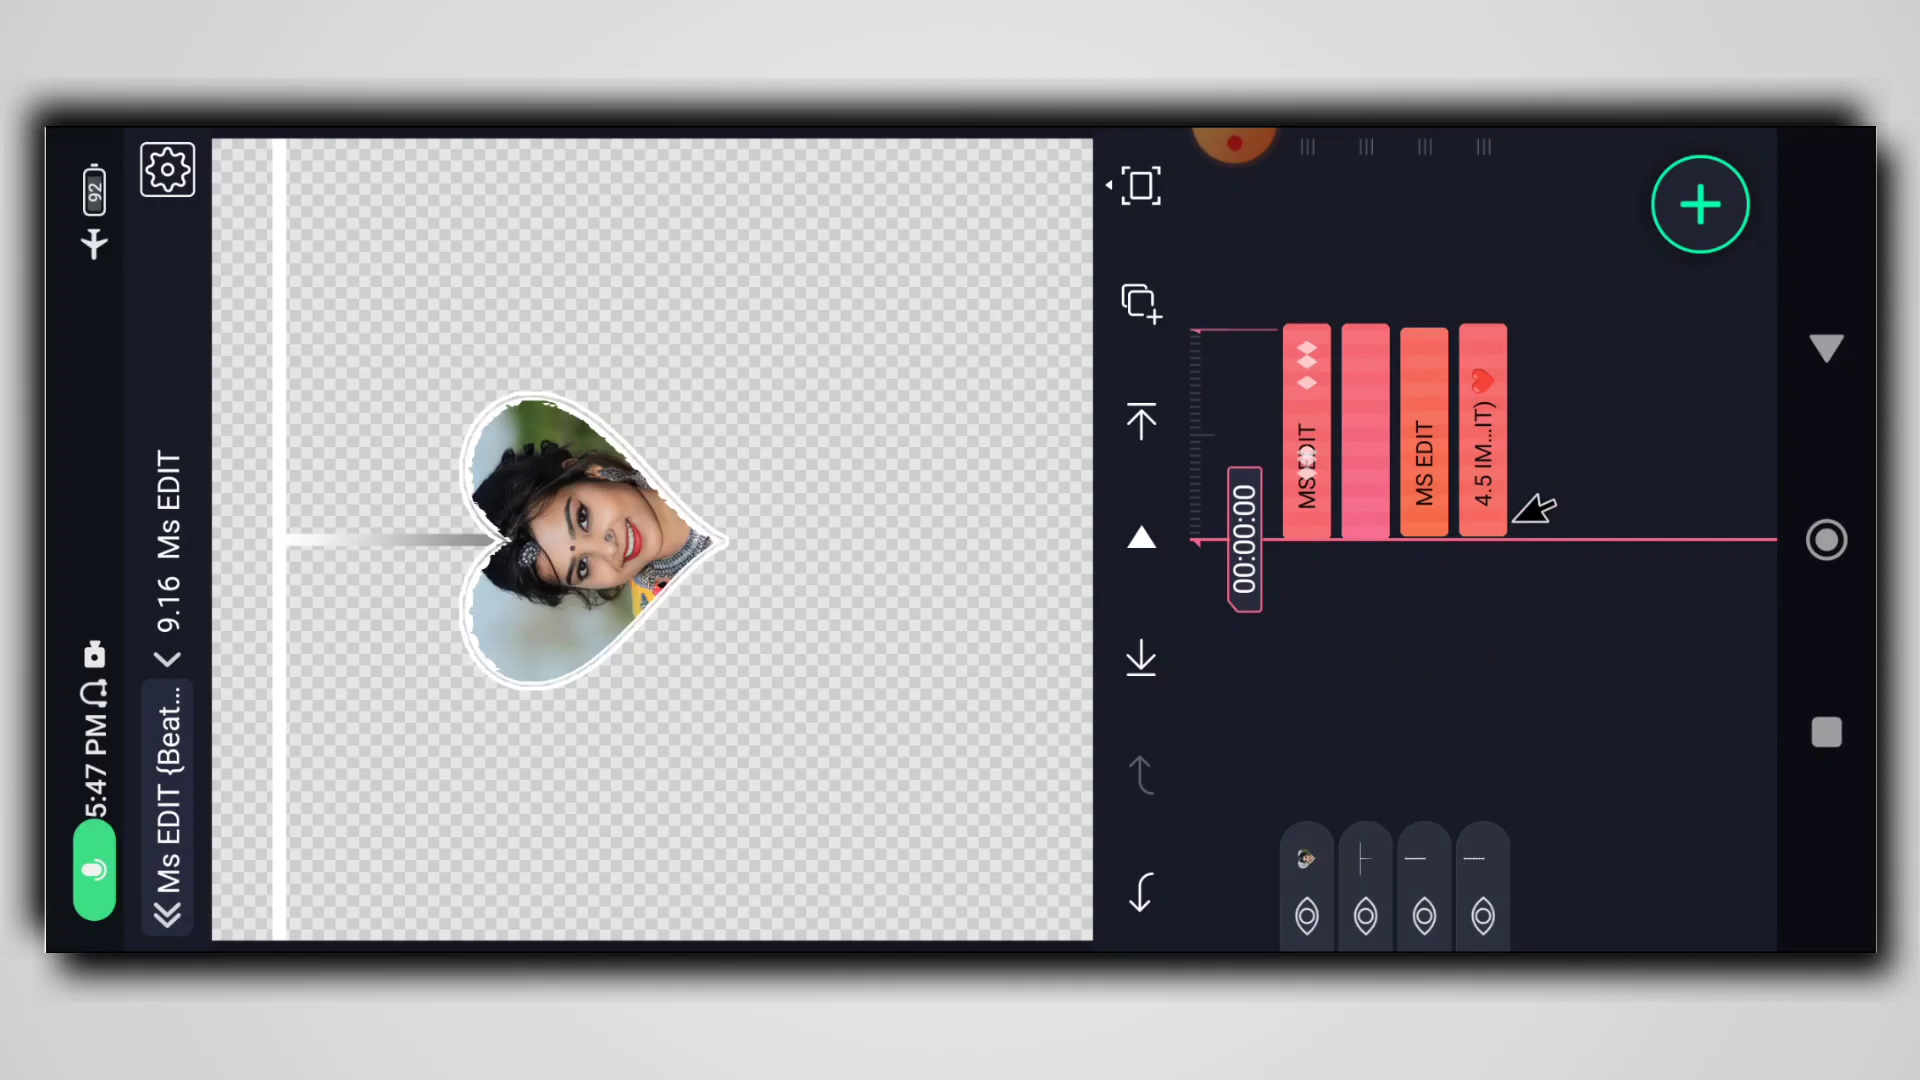 5:47 PM
92
Ms EDIT {Beat...
9.16 Ms EDIT
00:00:00
MS EDIT
MS EDIT
4.5 IM...IT) ❤️